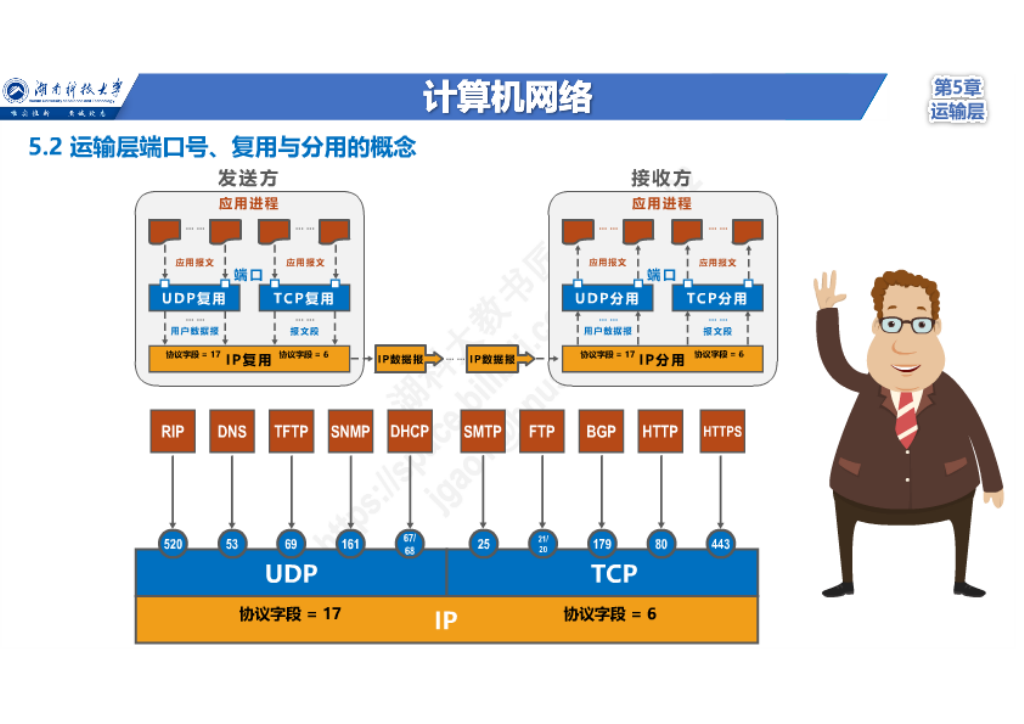 湖南科技大学
计算机网络
第5章
运输层
5.2 运输层端口号、复用与分用的概念
发送方
接收方
应用进程
应用进程
······
······
······
······
应用报文
应用报文
应用报文
应用报文
端口
端口
UDP复用
TCP复用
UDP分用
TCP分用
······
······
······
······
用户数据报
报文段
用户数据报
报文段
协议字段 = 17
IP复用
协议字段 = 6
IP数据报
······
IP数据报
协议字段 = 17
IP分用
协议字段 = 6
RIP
DNS
TFTP
SNMP
DHCP
SMTP
FTP
BGP
HTTP
HTTPS
520
53
69
161
67/
68
25
21/
20
179
80
443
UDP
TCP
协议字段 = 17
IP
协议字段 = 6